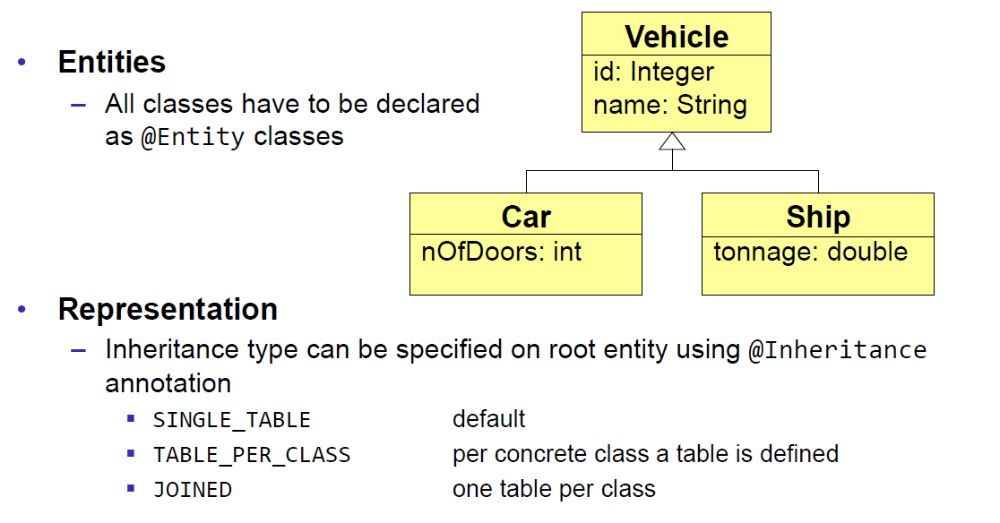 Vehicle
id: Integer
name: String
• Entities
– All classes have to be declared
as @Entity classes
Car
nOfDoors: int
Ship
tonnage: double
• Representation
– Inheritance type can be specified on root entity using @Inheritance
annotation
▪ SINGLE_TABLE default
▪ TABLE_PER_CLASS per concrete class a table is defined
▪ JOINED one table per class